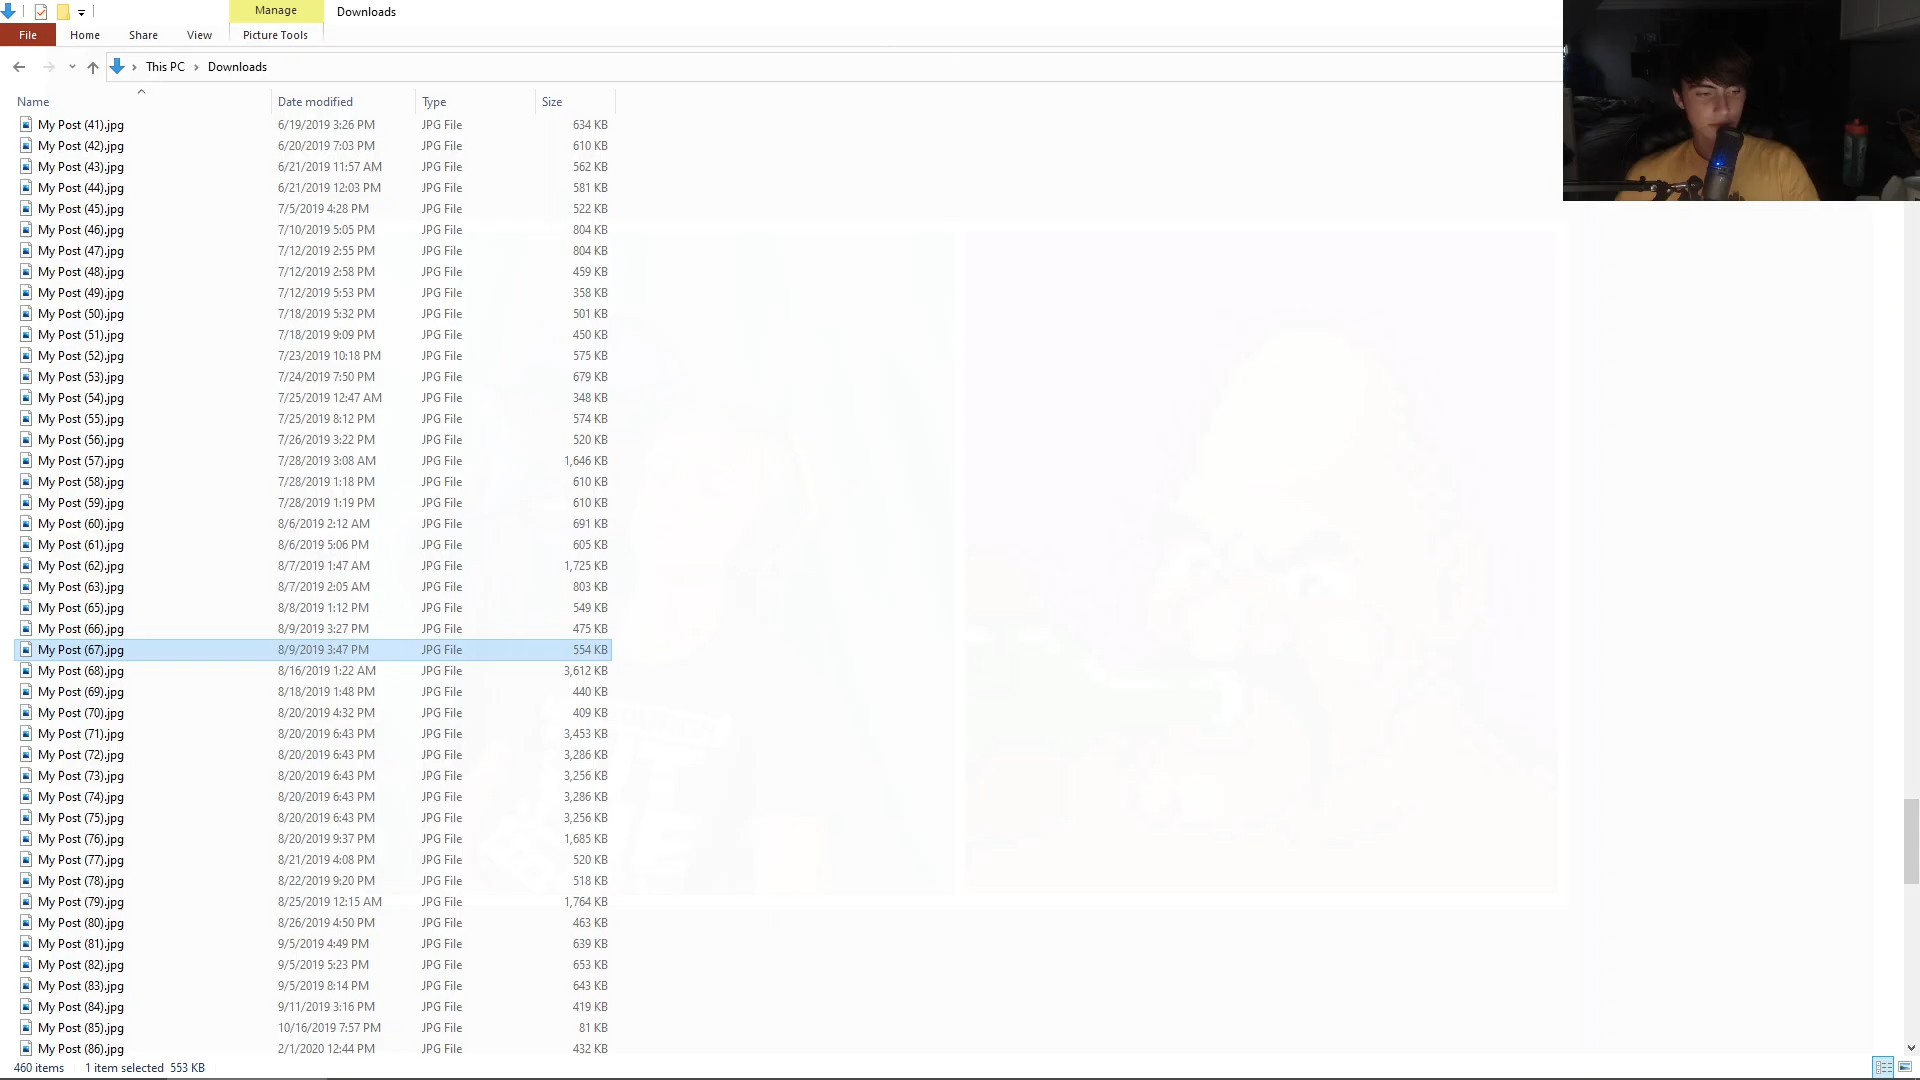 Manage
Downloads
File
Home
Share
View
Picture Tools
This PC
Downloads
Name
Date modified
Type
Size
My Post (41).jpg 6/19/2019 3:26 PM JPG File 634 KB
My Post (42).jpg 6/20/2019 7:03 PM JPG File 610 KB
My Post (43).jpg 6/21/2019 11:57 AM JPG File 562 KB
My Post (44).jpg 6/21/2019 12:03 PM JPG File 581 KB
My Post (45).jpg 7/5/2019 4:28 PM JPG File 522 KB
My Post (46).jpg 7/10/2019 5:05 PM JPG File 804 KB
My Post (47).jpg 7/12/2019 2:55 PM JPG File 804 KB
My Post (48).jpg 7/12/2019 2:58 PM JPG File 459 KB
My Post (49).jpg 7/12/2019 5:53 PM JPG File 358 KB
My Post (50).jpg 7/18/2019 5:32 PM JPG File 501 KB
My Post (51).jpg 7/18/2019 9:09 PM JPG File 450 KB
My Post (52).jpg 7/23/2019 10:18 PM JPG File 575 KB
My Post (53).jpg 7/24/2019 7:50 PM JPG File 679 KB
My Post (54).jpg 7/25/2019 12:47 AM JPG File 348 KB
My Post (55).jpg 7/25/2019 8:12 PM JPG File 574 KB
My Post (56).jpg 7/26/2019 3:22 PM JPG File 520 KB
My Post (57).jpg 7/28/2019 3:08 AM JPG File 1,646 KB
My Post (58).jpg 7/28/2019 1:18 PM JPG File 610 KB
My Post (59).jpg 7/28/2019 1:19 PM JPG File 610 KB
My Post (60).jpg 8/6/2019 2:12 AM JPG File 691 KB
My Post (61).jpg 8/6/2019 5:06 PM JPG File 605 KB
My Post (62).jpg 8/7/2019 1:47 AM JPG File 1,725 KB
My Post (63).jpg 8/7/2019 2:05 AM JPG File 803 KB
My Post (65).jpg 8/8/2019 1:12 PM JPG File 549 KB
My Post (66).jpg 8/9/2019 3:27 PM JPG File 475 KB
My Post (67).jpg 8/9/2019 3:47 PM JPG File 554 KB
My Post (68).jpg 8/16/2019 1:22 AM JPG File 3,612 KB
My Post (69).jpg 8/18/2019 1:48 PM JPG File 440 KB
My Post (70).jpg 8/20/2019 4:32 PM JPG File 409 KB
My Post (71).jpg 8/20/2019 6:43 PM JPG File 3,453 KB
My Post (72).jpg 8/20/2019 6:43 PM JPG File 3,286 KB
My Post (73).jpg 8/20/2019 6:43 PM JPG File 3,256 KB
My Post (74).jpg 8/20/2019 6:43 PM JPG File 3,286 KB
My Post (75).jpg 8/20/2019 6:43 PM JPG File 3,256 KB
My Post (76).jpg 8/20/2019 9:37 PM JPG File 1,685 KB
My Post (77).jpg 8/21/2019 4:08 PM JPG File 520 KB
My Post (78).jpg 8/22/2019 9:20 PM JPG File 518 KB
My Post (79).jpg 8/25/2019 12:15 AM JPG File 1,764 KB
My Post (80).jpg 8/26/2019 4:50 PM JPG File 463 KB
My Post (81).jpg 9/5/2019 4:49 PM JPG File 639 KB
My Post (82).jpg 9/5/2019 5:23 PM JPG File 653 KB
My Post (83).jpg 9/5/2019 8:14 PM JPG File 643 KB
My Post (84).jpg 9/11/2019 3:16 PM JPG File 419 KB
My Post (85).jpg 10/16/2019 7:57 PM JPG File 81 KB
My Post (86).jpg 2/1/2020 12:44 PM JPG File 432 KB
460 items 1 item selected 553 KB